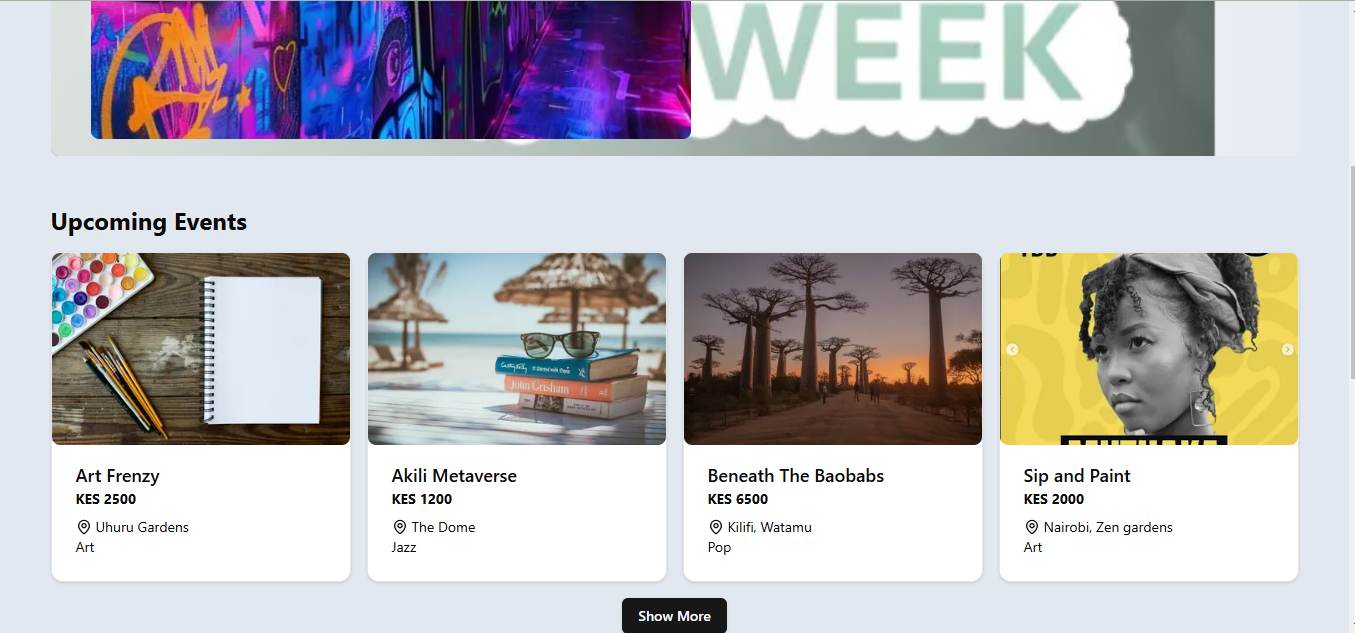 WEEK
Upcoming Events
John Grisham
Art Frenzy
KES 2500
Uhuru Gardens
Art
Akili Metaverse
KES 1200
The Dome
Jazz
Beneath The Baobabs
KES 6500
Kilifi, Watamu
Pop
Sip and Paint
KES 2000
Nairobi, Zen gardens
Art
Show More